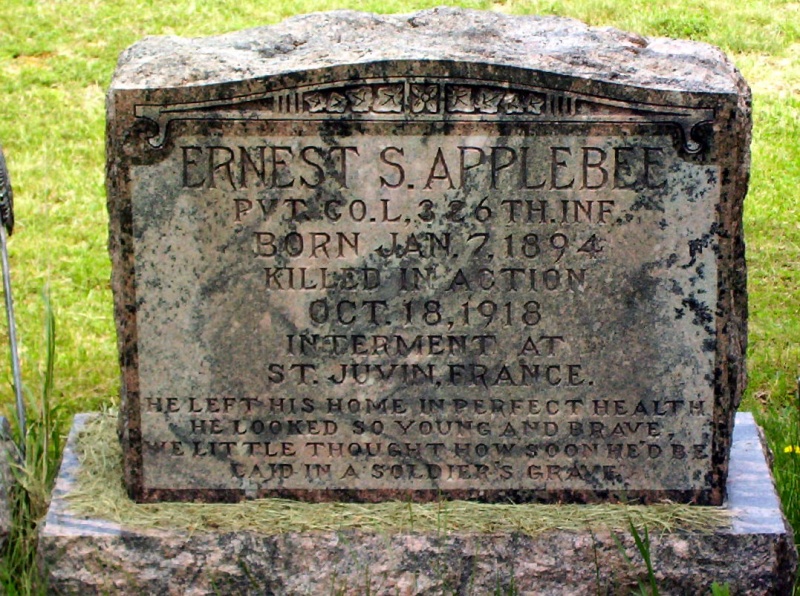 ERNEST S. APPLEBEE
PVT. CO. L, 326TH. INF.
BORN JAN. 7, 1894
KILLED IN ACTION
OCT. 18, 1918
INTERMENT AT
ST. JUVIN, FRANCE.
HE LEFT HIS HOME IN PERFECT HEALTH
HE LOOKED SO YOUNG AND BRAVE,
WE LITTLE THOUGHT HOW SOON HE'D BE
LAID IN A SOLDIER'S GRAVE